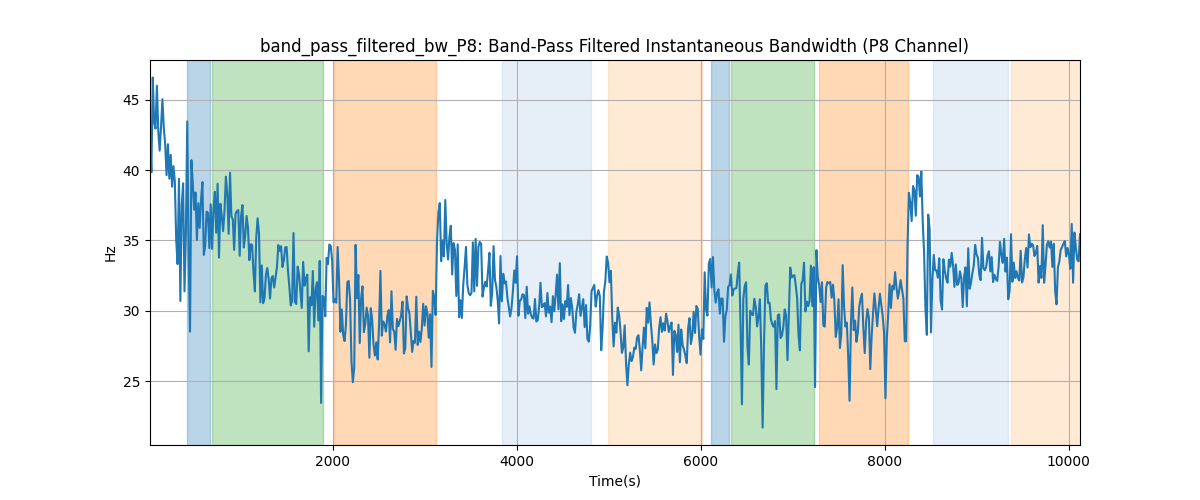 band_pass_filtered_bw_P8: Band-Pass Filtered Instantaneous Bandwidth (P8 Channel)
45
40
35
30
25
Hz
2000 4000 6000 8000 10000
Time(s)